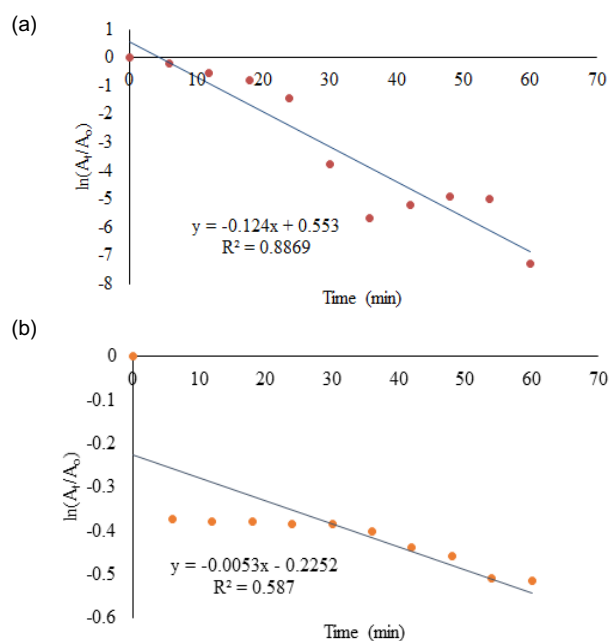 (a)
1
0
0 10 20 30 40 50 60 70
-1
-2
-3
-4
-5
-6
-7
-8
ln(At/Ao)
y = -0.124x + 0.553
R² = 0.8869
Time (min)
(b)
0
0 10 20 30 40 50 60 70
-0.1
-0.2
-0.3
-0.4
-0.5
-0.6
ln(At/Ao)
y = -0.0053x - 0.2252
R² = 0.587
Time (min)